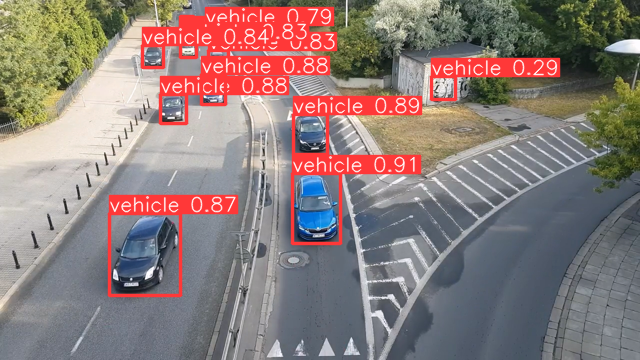 vehicle 0.79
vehicle 0.84
0.83
vehicle 0.83
vehicle 0.88
vehicle 0.29
vehicle 0.88
vehicle 0.89
vehicle 0.91
vehicle 0.87